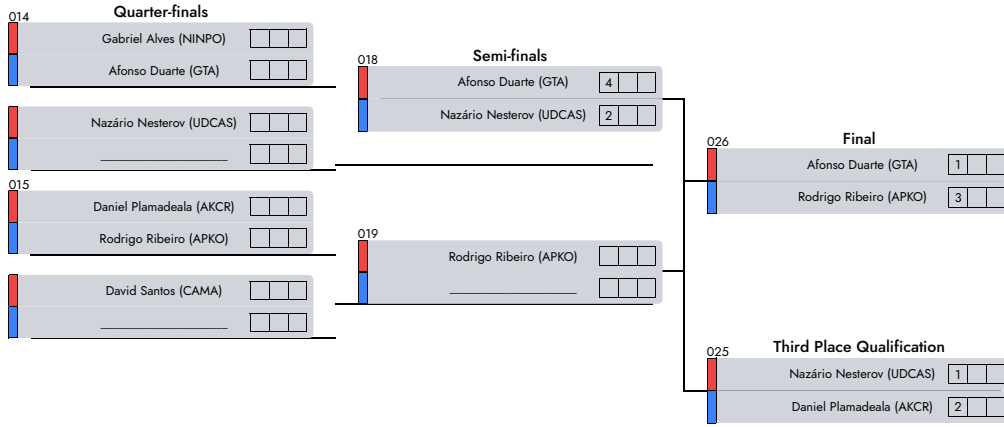 Quarter-finals
014
Gabriel Alves (NINPO)
Afonso Duarte (GTA)
Nazário Nesterov (UDCAS)
____________________
015
Daniel Plamadeala (AKCR)
Rodrigo Ribeiro (APKO)
David Santos (CAMA)
____________________
Semi-finals
018
Afonso Duarte (GTA) 4
Nazário Nesterov (UDCAS) 2
019
Rodrigo Ribeiro (APKO)
____________________
Final
026
Afonso Duarte (GTA) 1
Rodrigo Ribeiro (APKO) 3
Third Place Qualification
025
Nazário Nesterov (UDCAS) 1
Daniel Plamadeala (AKCR) 2